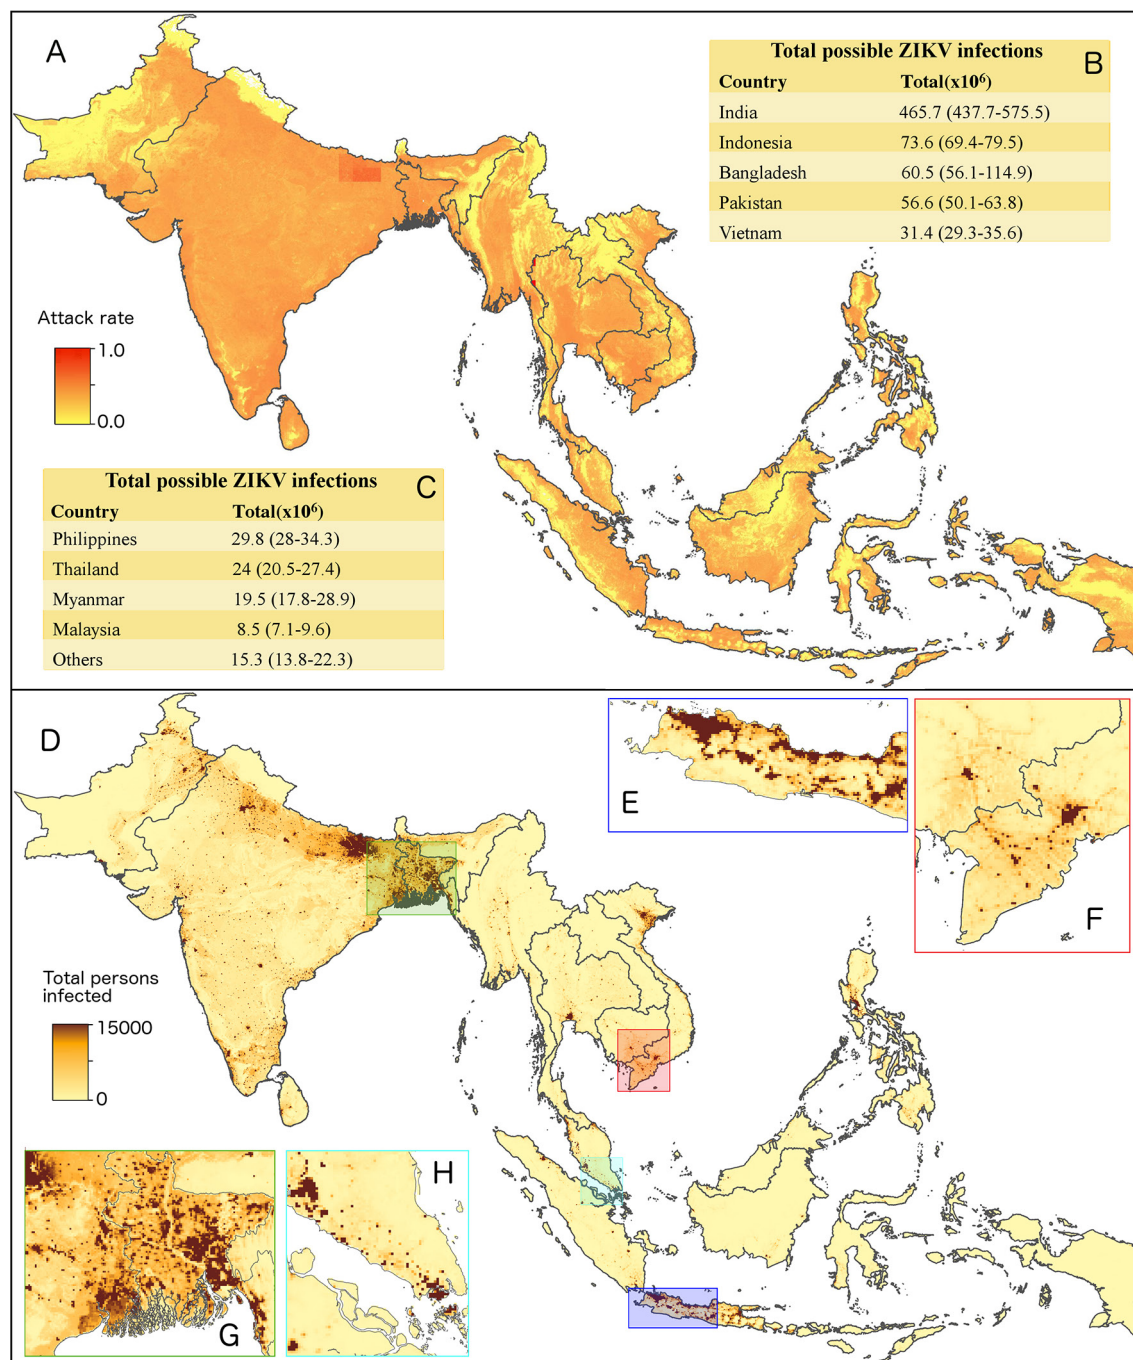 A
Total possible ZIKV infections
B
Country Total(x10⁶)
India 465.7 (437.7-575.5)
Indonesia 73.6 (69.4-79.5)
Bangladesh 60.5 (56.1-114.9)
Pakistan 56.6 (50.1-63.8)
Vietnam 31.4 (29.3-35.6)
Attack rate
1.0
0.0
Total possible ZIKV infections
C
Country Total(x10⁶)
Philippines 29.8 (28-34.3)
Thailand 24 (20.5-27.4)
Myanmar 19.5 (17.8-28.9)
Malaysia 8.5 (7.1-9.6)
Others 15.3 (13.8-22.3)
D
E
F
Total persons
infected
15000
0
G
H